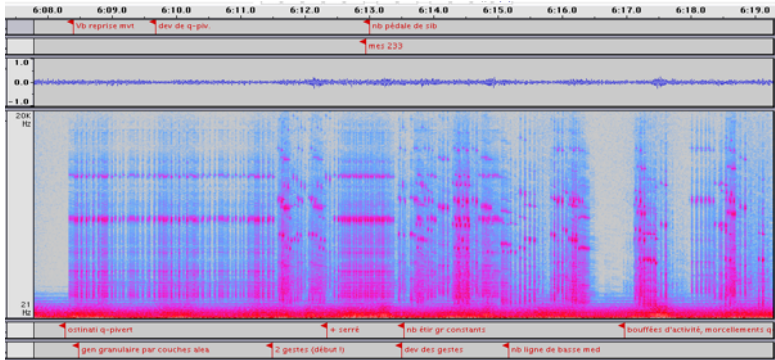 6:08.0 6:09.0 6:10.0 6:11.0 6:12.0 6:13.0 6:14.0 6:15.0 6:16.0 6:17.0 6:18.0 6:19.0
Vb reprise mvt dev de q-piv. nb pédale de sib
mes 233
1.0
0.0
-1.0
20K
Hz
21
Hz
ostinati q-pivert + serré nb étir gr constants bouffées d'activité, morcellements q
gen granulaire par couches alea 2 gestes (début !) dev des gestes nb ligne de basse med